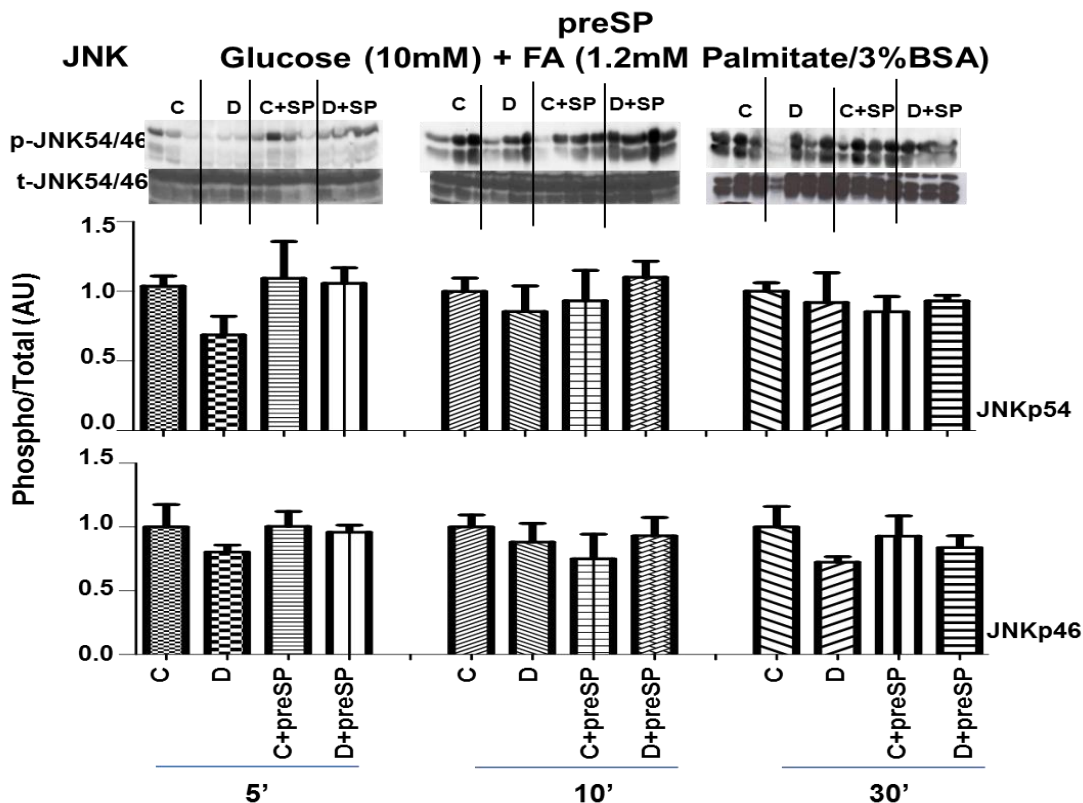 preSP
JNK Glucose (10mM) + FA (1.2mM Palmitate/3%BSA)
C D C+SP D+SP C D C+SP D+SP C D C+SP D+SP
p-JNK54/46
t-JNK54/46
Phospho/Total (AU)
1.5
1.0
0.5
0.0
JNKp54
1.5
1.0
0.5
0.0
JNKp46
C D C+preSP D+preSP C D C+preSP D+preSP C D C+preSP D+preSP
5’ 10’ 30’